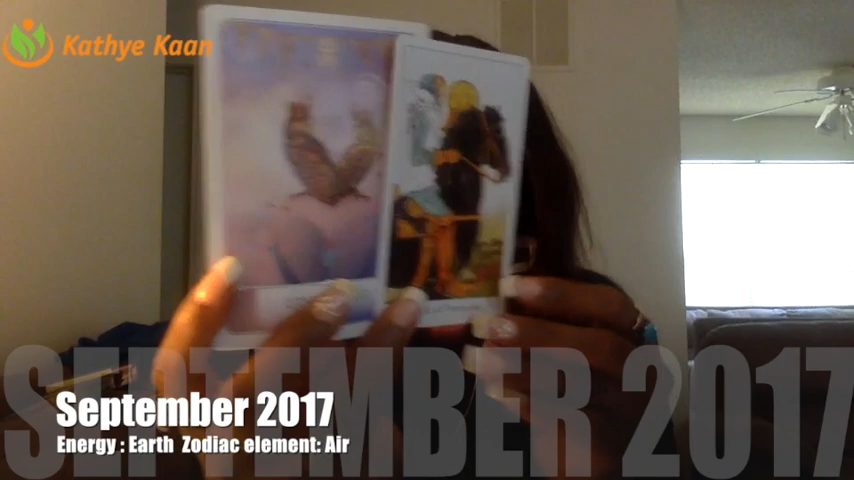 Kathye Kaan
SEPTEMBER 2017
September 2017
Energy : Earth Zodiac element: Air